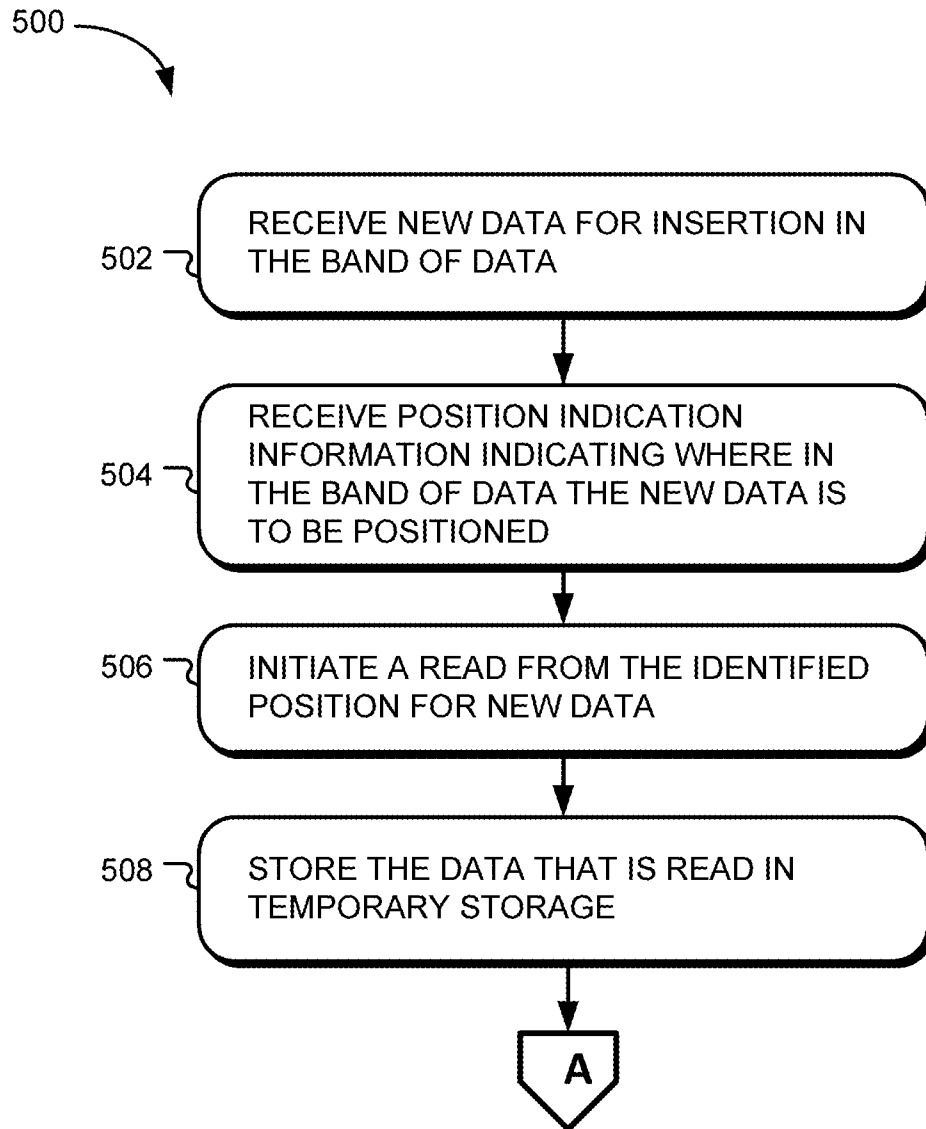 500
RECEIVE NEW DATA FOR INSERTION IN
THE BAND OF DATA
502
RECEIVE POSITION INDICATION
INFORMATION INDICATING WHERE IN
THE BAND OF DATA THE NEW DATA IS
TO BE POSITIONED
504
INITIATE A READ FROM THE IDENTIFIED
POSITION FOR NEW DATA
506
STORE THE DATA THAT IS READ IN
TEMPORARY STORAGE
508
A